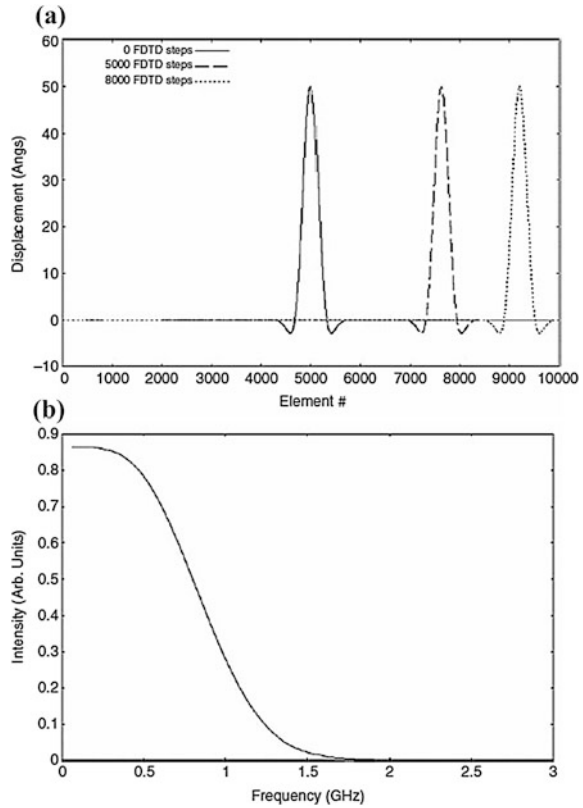 (a)
60
50
40
30
20
10
0
−10
Displacement (Angs)
0 FDTD steps
5000 FDTD steps
8000 FDTD steps
0 1000 2000 3000 4000 5000 6000 7000 8000 9000 10000
Element #
(b)
0.9
0.8
0.7
0.6
0.5
0.4
0.3
0.2
0.1
0
Intensity (Arb. Units)
0 0.5 1 1.5 2 2.5 3
Frequency (GHz)